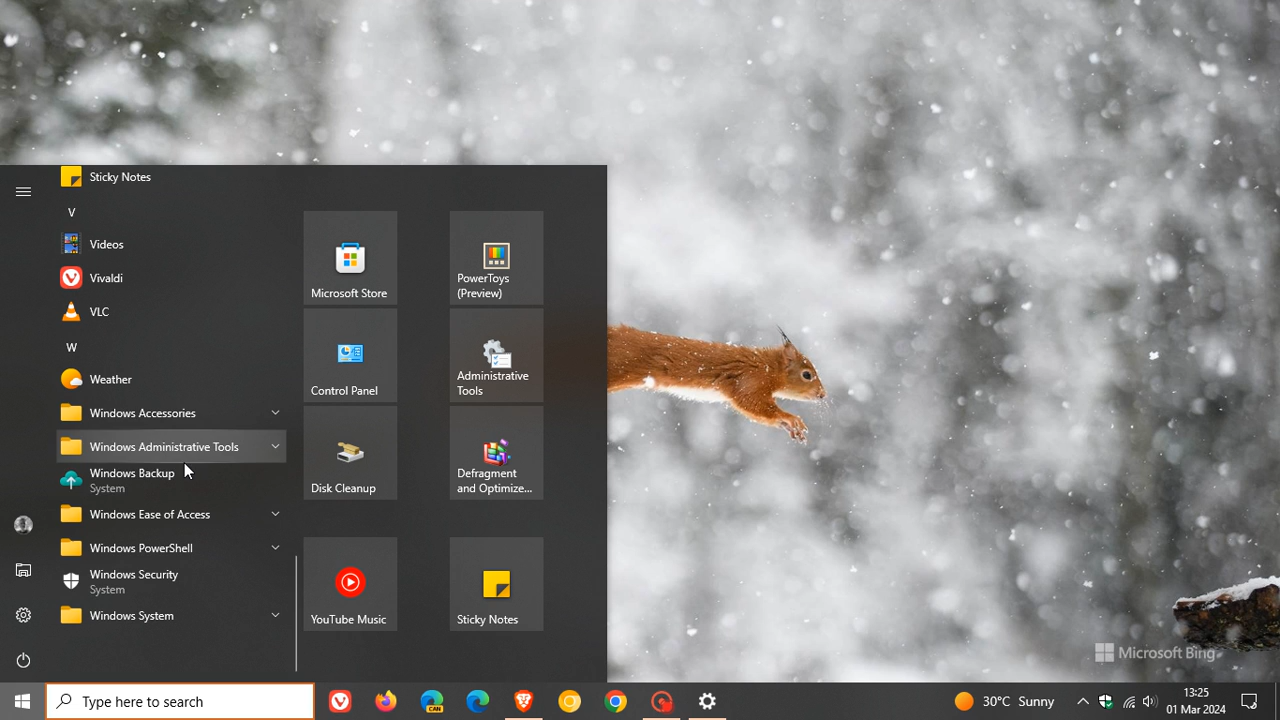 Sticky Notes
V
Videos
Vivaldi
VLC
W
Weather
Windows Accessories
Windows Administrative Tools
Windows Backup
System
Windows Ease of Access
Windows PowerShell
Windows Security
System
Windows System
Microsoft Store
PowerToys
(Preview)
Control Panel
Administrative
Tools
Disk Cleanup
Defragment
and Optimize...
YouTube Music
Sticky Notes
Microsoft Bing
Type here to search
CAN
30°C Sunny
13:25
01 Mar 2024